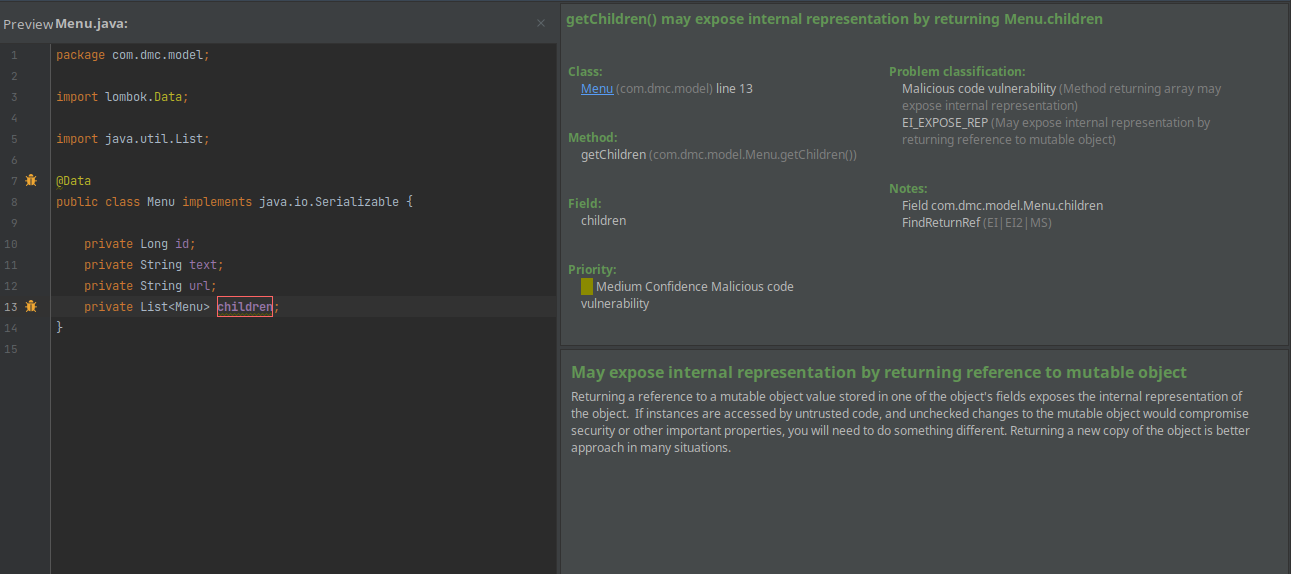 Preview Menu.java:
1 package com.dmc.model;
2
3 import lombok.Data;
4
5 import java.util.List;
6
7 @Data
8 public class Menu implements java.io.Serializable {
9
10 private Long id;
11 private String text;
12 private String url;
13 private List<Menu> children;
14 }
15
getChildren() may expose internal representation by returning Menu.children
Class:
Menu (com.dmc.model) line 13
Method:
getChildren (com.dmc.model.Menu.getChildren())
Field:
children
Priority:
Medium Confidence Malicious code
vulnerability
Problem classification:
Malicious code vulnerability (Method returning array may
expose internal representation)
EI_EXPOSE_REP (May expose internal representation by
returning reference to mutable object)
Notes:
Field com.dmc.model.Menu.children
FindReturnRef (EI|EI2|MS)
May expose internal representation by returning reference to mutable object
Returning a reference to a mutable object value stored in one of the object's fields exposes the internal representation of
the object.  If instances are accessed by untrusted code, and unchecked changes to the mutable object would compromise
security or other important properties, you will need to do something different. Returning a new copy of the object is better
approach in many situations.